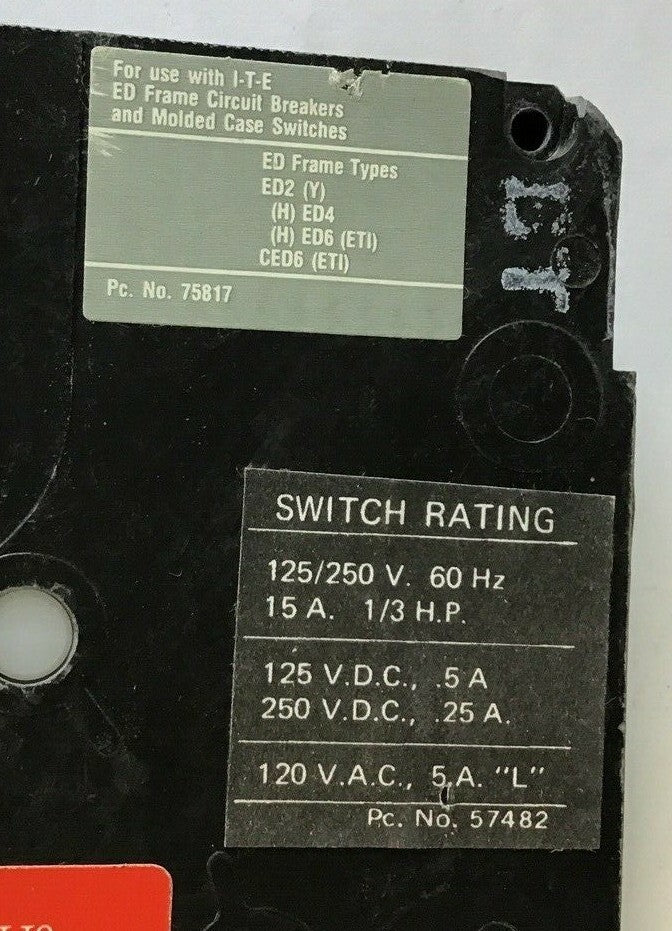 For use with I-T-E
ED Frame Circuit Breakers
and Molded Case Switches
ED Frame Types
ED2 (Y)
(H) ED4
(H) ED6 (ETI)
CED6 (ETI)
Pc. No. 75817
SWITCH RATING
125/250 V. 60 Hz
15 A. 1/3 H.P.
125 V.D.C., .5 A
250 V.D.C., .25 A.
120 V.A.C., 5.A. "L"
Pc. No. 57482